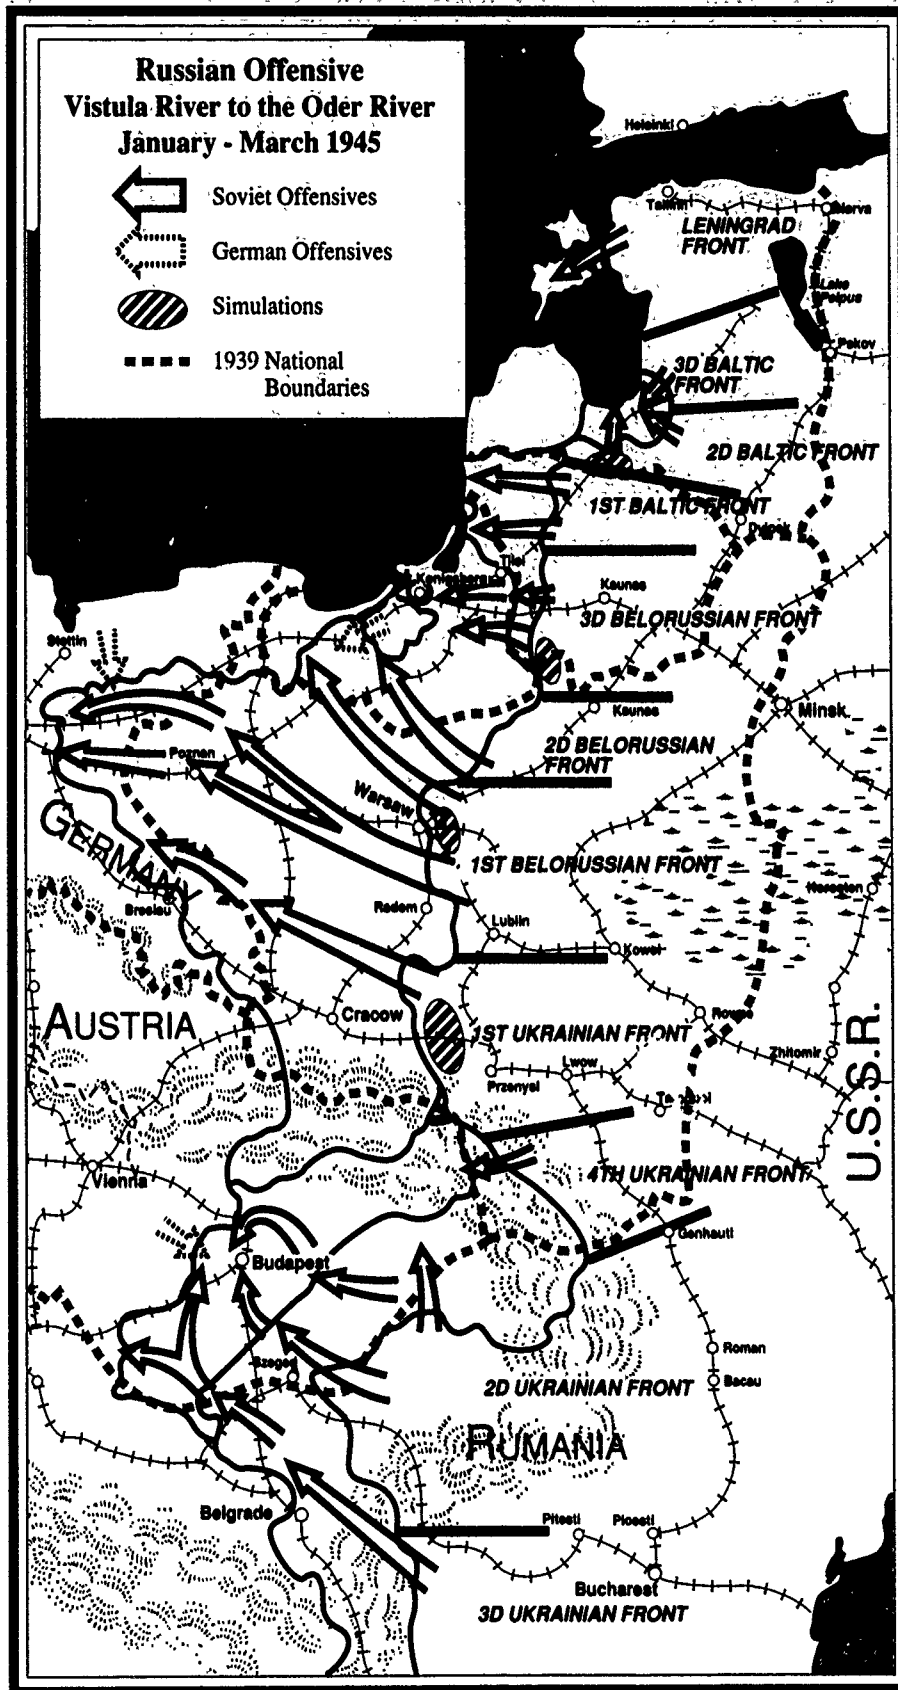 Russian Offensive
Vistula River to the Oder River
January - March 1945
Soviet Offensives
German Offensives
Simulations
1939 National
Boundaries
Helsinki
Tallinn
Narva
LENINGRAD
FRONT
Lake
Peipus
Pskov
3D BALTIC
FRONT
2D BALTIC FRONT
1ST BALTIC FRONT
Tilsi
Konigsberg
Kaunas
3D BELORUSSIAN FRONT
Stettin
Kaunas
Minsk
2D BELORUSSIAN
FRONT
Poznan
Warsaw
GERMANY
1ST BELORUSSIAN FRONT
Breslau
Radom
Lublin
Kowel
AUSTRIA
Cracow
1ST UKRAINIAN FRONT
Rovno
Zhitomir
Przemysl
Lwow
U.S.S.R.
4TH UKRAINIAN FRONT
Vienna
Budapest
Szeged
Roman
Bacau
2D UKRAINIAN FRONT
RUMANIA
Belgrade
Pitesti
Ploesti
Bucharest
3D UKRAINIAN FRONT